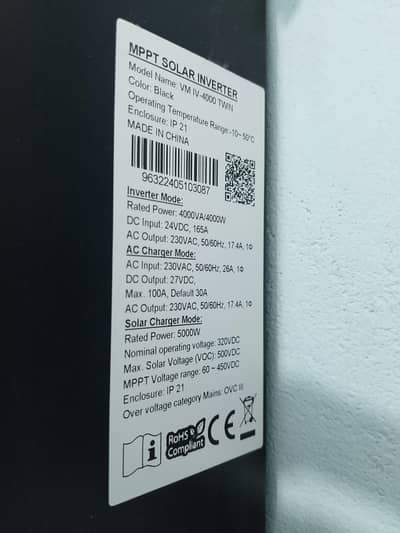 MPPT SOLAR INVERTER
Model Name: VM IV-4000 TWIN
Color: Black
Operating Temperature Range:-10~ 50°C
Enclosure: IP 21
MADE IN CHINA
96322405103087
Inverter Mode:
Rated Power: 4000VA/4000W
DC Input: 24VDC, 165A
AC Output: 230VAC, 50/60Hz, 17.4A, 1Φ
AC Charger Mode:
AC Input: 230VAC, 50/60Hz, 26A, 1Φ
DC Output: 27VDC,
Max. 100A, Default 30A
AC Output: 230VAC, 50/60Hz, 17.4A, 1Φ
Solar Charger Mode:
Rated Power: 5000W
Nominal operating voltage: 320VDC
Max. Solar Voltage (VOC): 500VDC
MPPT Voltage range: 60 ~ 450VDC
Enclosure: IP 21
Over voltage category Mains: OVC III
i
RoHS
Compliant
CE